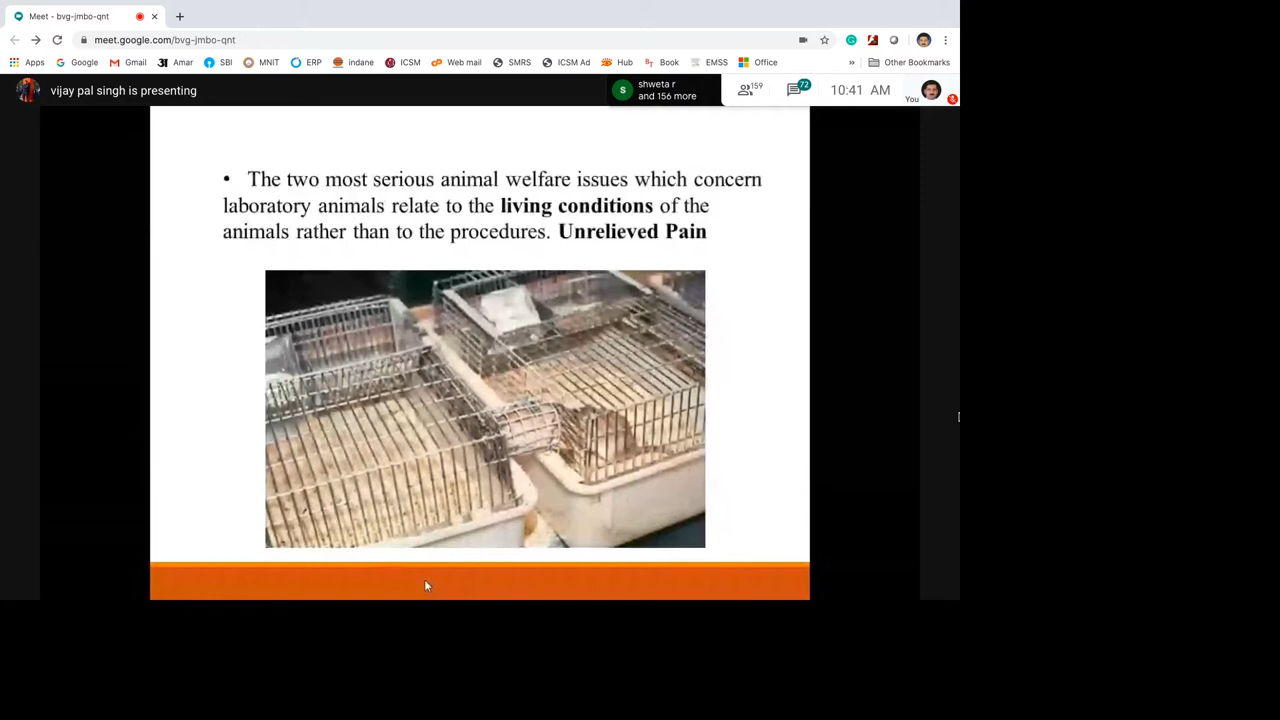 Meet - bvg-jmbo-qnt
meet.google.com/bvg-jmbo-qnt
Apps Google Gmail Amar SBI MNIT ERP indane ICSM Web mail SMRS ICSM Ad Hub Book EMSS Office » Other Bookmarks
vijay pal singh is presenting
S
shweta r
and 156 more
159
72
10:41 AM
You
• The two most serious animal welfare issues which concern
laboratory animals relate to the living conditions of the
animals rather than to the procedures. Unrelieved Pain